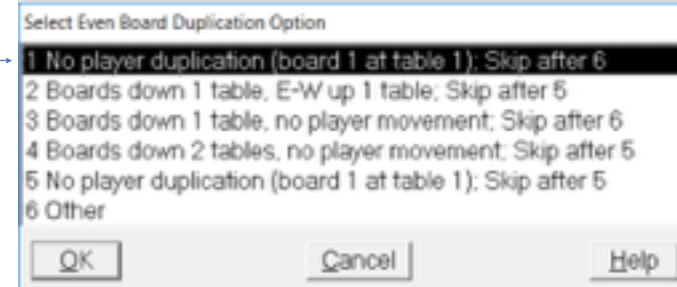 Select Even Board Duplication Option
1 No player duplication (board 1 at table 1); Skip after 6
2 Boards down 1 table, E-W up 1 table; Skip after 5
3 Boards down 1 table, no player movement; Skip after 6
4 Boards down 2 tables, no player movement; Skip after 5
5 No player duplication (board 1 at table 1); Skip after 5
6 Other
OK Cancel Help